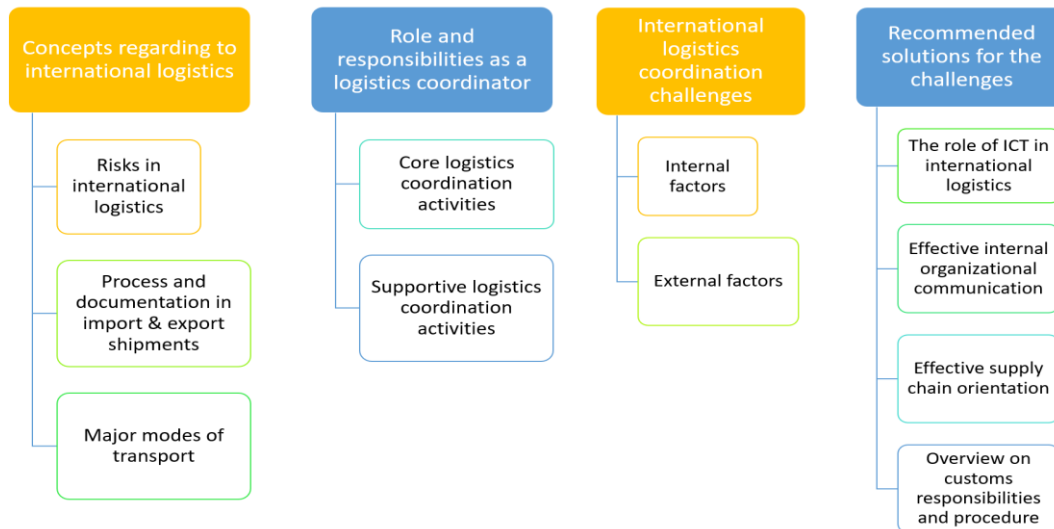 Concepts regarding to
international logistics
Risks in
international
logistics
Process and
documentation in
import & export
shipments
Major modes of
transport
Role and
responsibilities as a
logistics coordinator
Core logistics
coordination
activities
Supportive logistics
coordination
activities
International
logistics
coordination
challenges
Internal
factors
External factors
Recommended
solutions for the
challenges
The role of ICT in
international
logistics
Effective internal
organizational
communication
Effective supply
chain orientation
Overview on
customs
responsibilities
and procedure